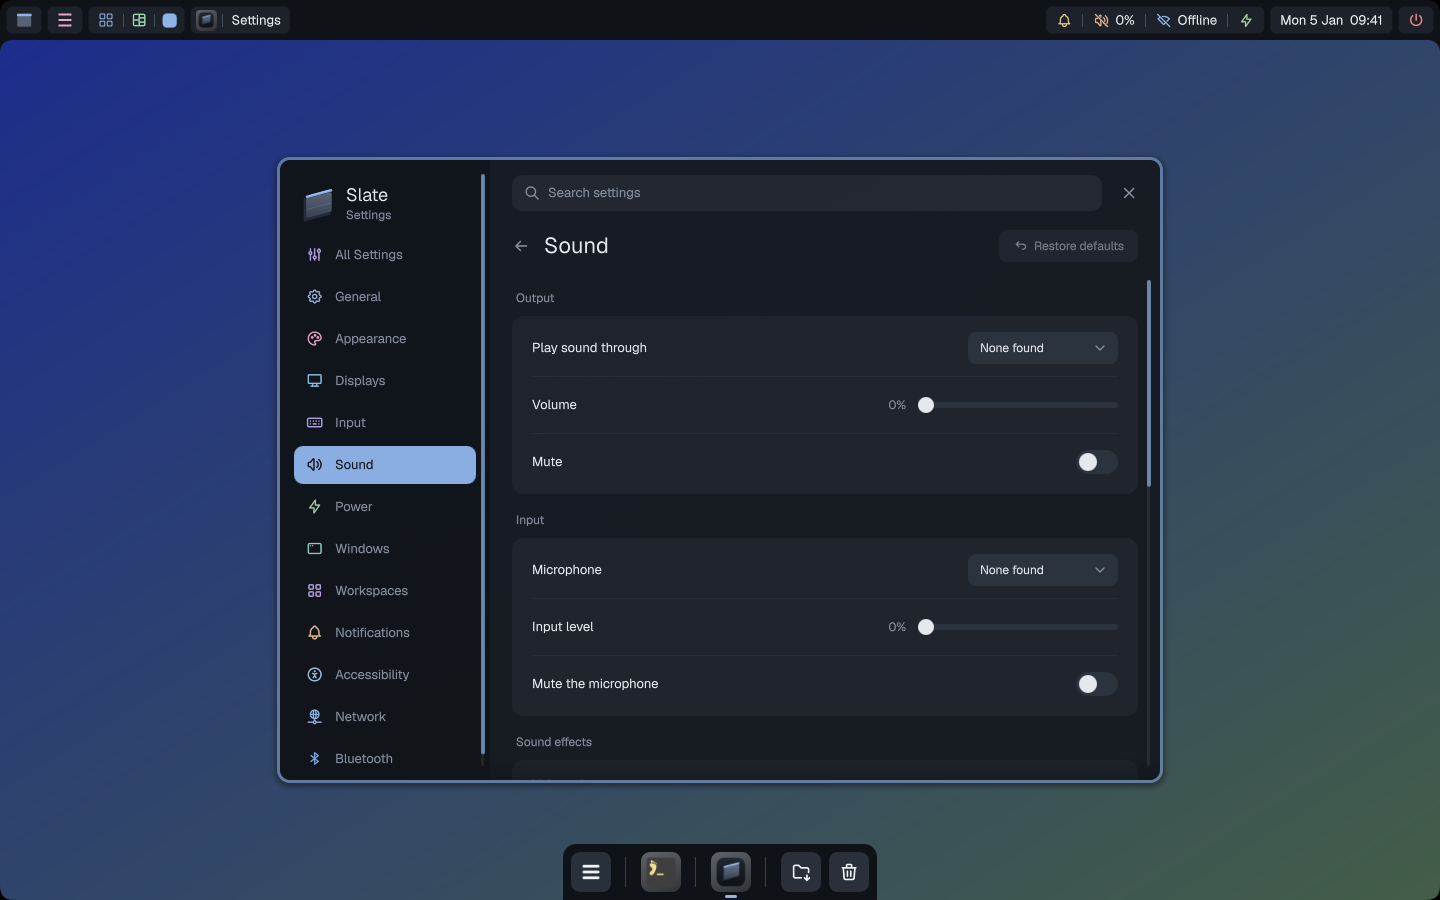 Settings
0%
Offline
Mon 5 Jan 09:41
Slate
Settings
Search settings
Sound
Restore defaults
All Settings
General
Appearance
Displays
Input
Sound
Power
Windows
Workspaces
Notifications
Accessibility
Network
Bluetooth
Output
Play sound through
None found
Volume
0%
Mute
Input
Microphone
None found
Input level
0%
Mute the microphone
Sound effects